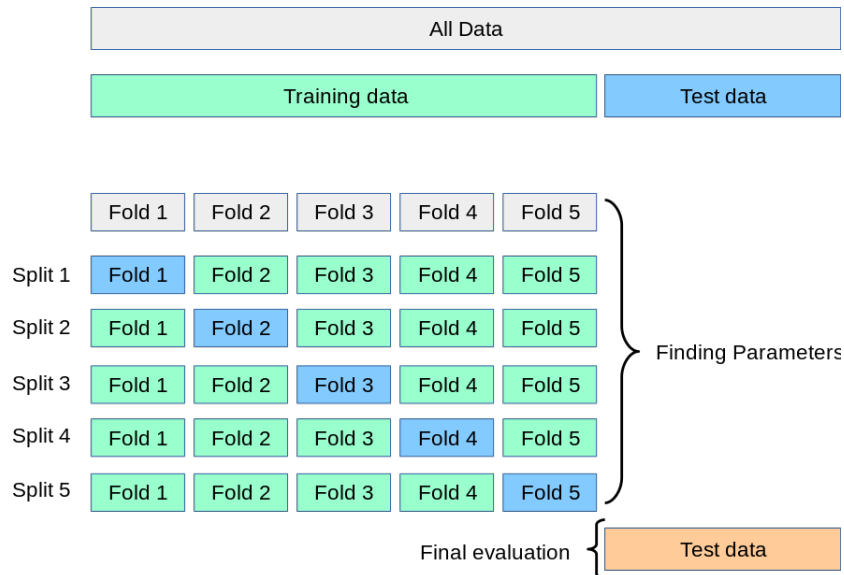 All Data
Training data Test data
Fold 1 Fold 2 Fold 3 Fold 4 Fold 5
Split 1 Fold 1 Fold 2 Fold 3 Fold 4 Fold 5
Split 2 Fold 1 Fold 2 Fold 3 Fold 4 Fold 5
Finding Parameters
Split 3 Fold 1 Fold 2 Fold 3 Fold 4 Fold 5
Split 4 Fold 1 Fold 2 Fold 3 Fold 4 Fold 5
Split 5 Fold 1 Fold 2 Fold 3 Fold 4 Fold 5
Final evaluation Test data